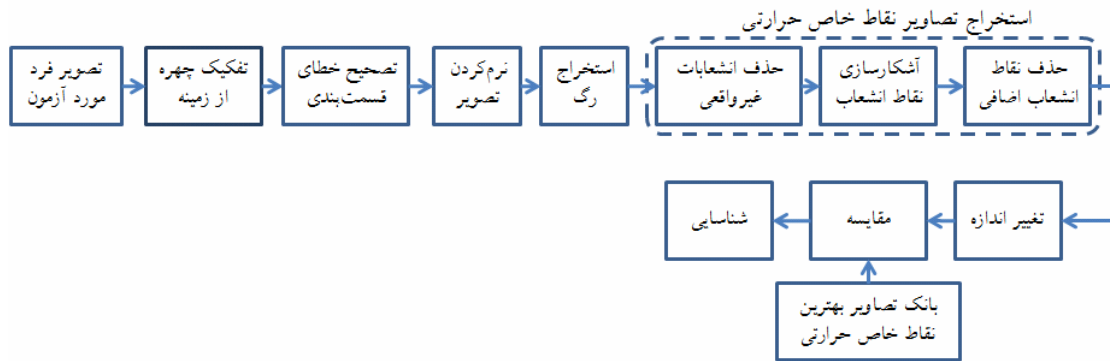 استخراج تصاویر نقاط خاص حرارتی
تصویر فرد
مورد آزمون
تفکیک چهره
از زمینه
تصحیح خطای
قسمت‌بندی
نرم‌کردن
تصویر
استخراج
رگ
حذف انشعابات
غیرواقعی
آشکارسازی
نقاط انشعاب
حذف نقاط
انشعاب اضافی
تغییر اندازه
مقایسه
شناسایی
بانک تصاویر بهترین
نقاط خاص حرارتی